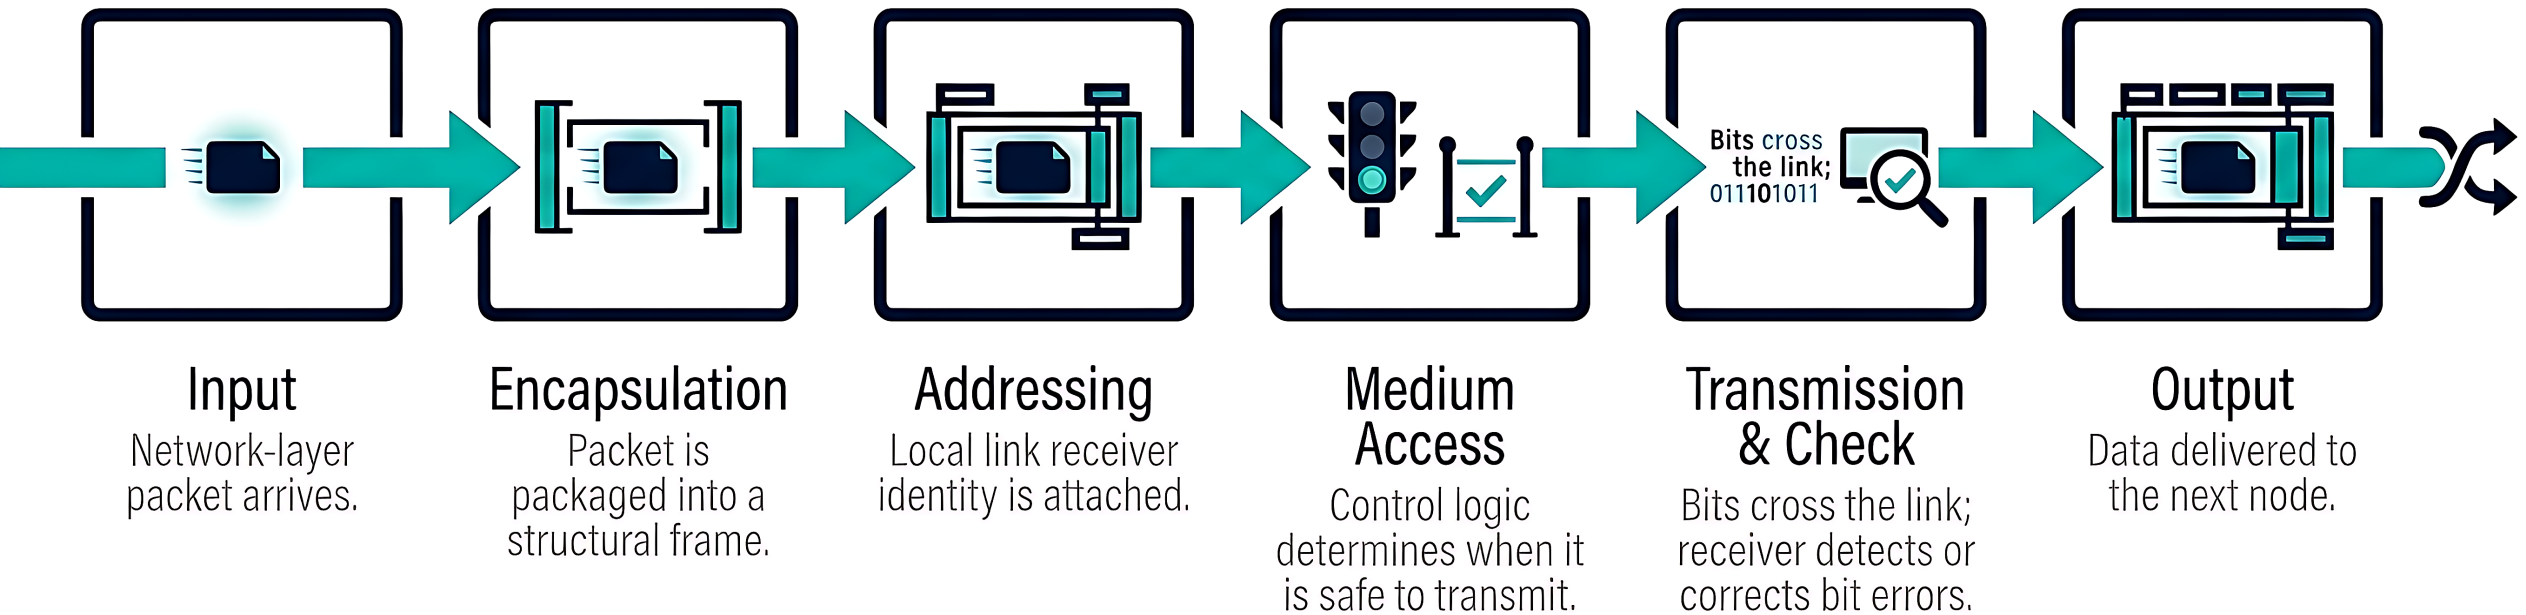 Bits cross
the link;
011101011
Input
Network-layer
packet arrives.
Encapsulation
Packet is
packaged into a
structural frame.
Addressing
Local link receiver
identity is attached.
Medium
Access
Control logic
determines when it
is safe to transmit.
Transmission
& Check
Bits cross the link;
receiver detects or
corrects bit errors.
Output
Data delivered to
the next node.